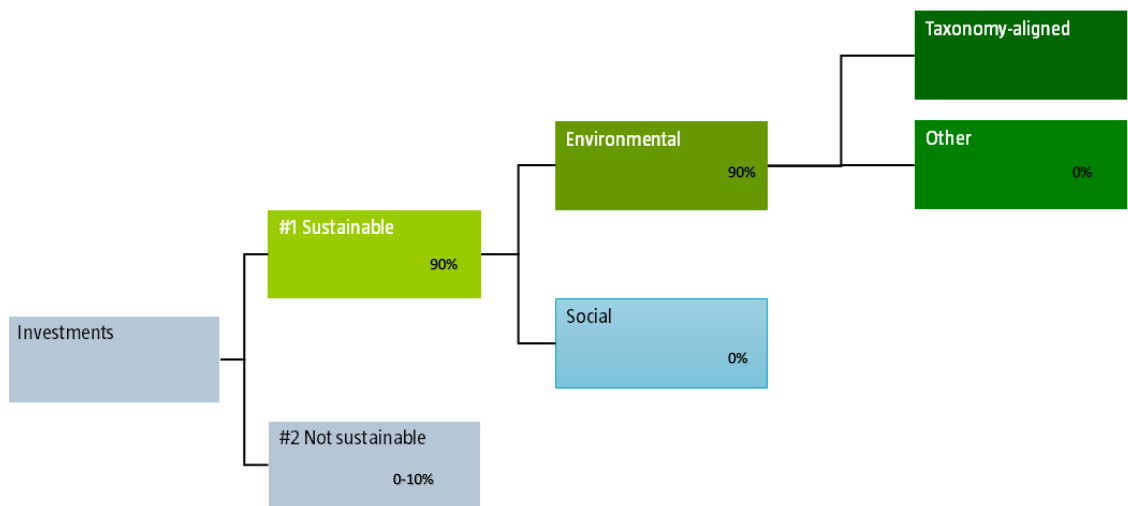 Taxonomy-aligned
Environmental
90%
Other
0%
#1 Sustainable
90%
Social
0%
Investments
#2 Not sustainable
0-10%